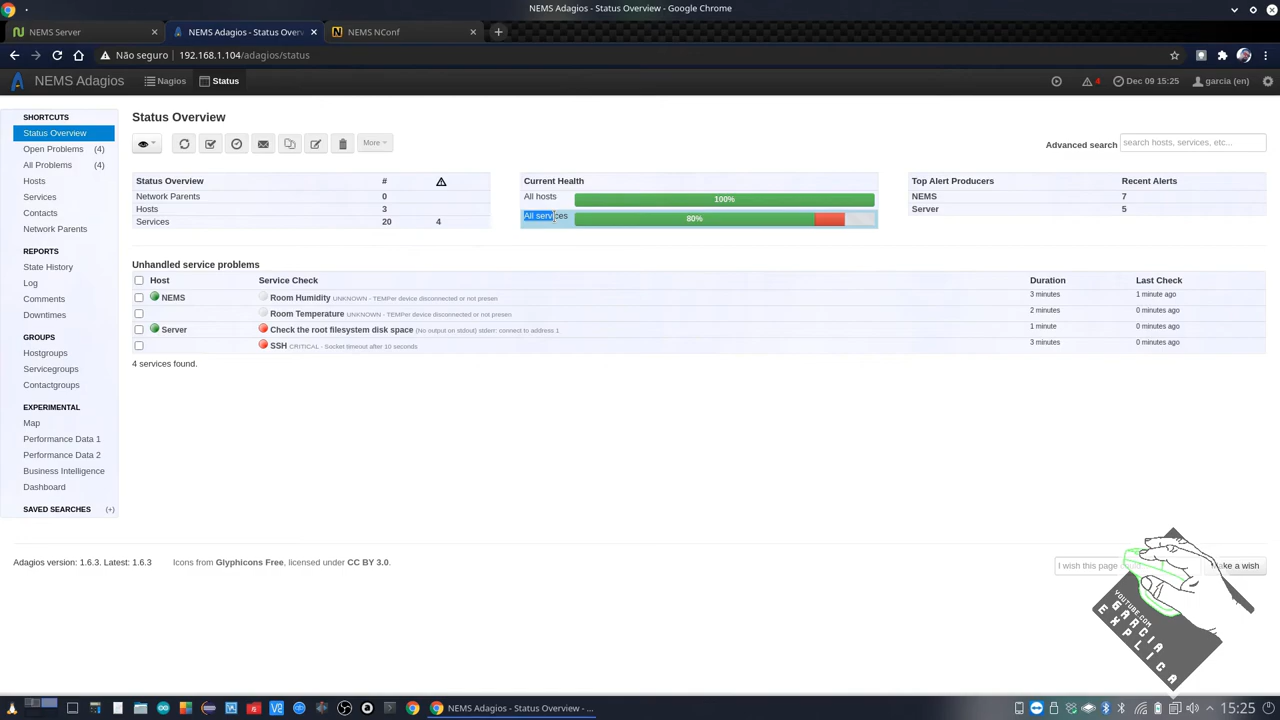 NEMS Adagios - Status Overview - Google Chrome
NEMS Server
NEMS Adagios - Status Overv
NEMS NConf
Não seguro 192.168.1.104/adagios/status
NEMS Adagios Nagios Status 4 Dec 09 15:25 garcia (en)
SHORTCUTS
Status Overview
Open Problems (4)
All Problems (4)
Hosts
Services
Contacts
Network Parents
REPORTS
State History
Log
Comments
Downtimes
GROUPS
Hostgroups
Servicegroups
Contactgroups
EXPERIMENTAL
Map
Performance Data 1
Performance Data 2
Business Intelligence
Dashboard
SAVED SEARCHES (+)
Status Overview
More
Advanced search search hosts, services, etc...
Status Overview #
Network Parents 0
Hosts 3
Services 20 4
Current Health
All hosts 100%
All services 80%
Top Alert Producers Recent Alerts
NEMS 7
Server 5
Unhandled service problems
Host Service Check Duration Last Check
NEMS Room Humidity UNKNOWN - TEMPer device disconnected or not presen 3 minutes 1 minute ago
Room Temperature UNKNOWN - TEMPer device disconnected or not presen 2 minutes 0 minutes ago
Server Check the root filesystem disk space (No output on stdout) stderr: connect to address 1 1 minute 0 minutes ago
SSH CRITICAL - Socket timeout after 10 seconds 3 minutes 0 minutes ago
4 services found.
Adagios version: 1.6.3. Latest: 1.6.3 Icons from Glyphicons Free, licensed under CC BY 3.0.
I wish this page could
ake a wish
YOUTUBE.COM
GARCIA
EXPLICA
NEMS Adagios - Status Overview - ...
15:25